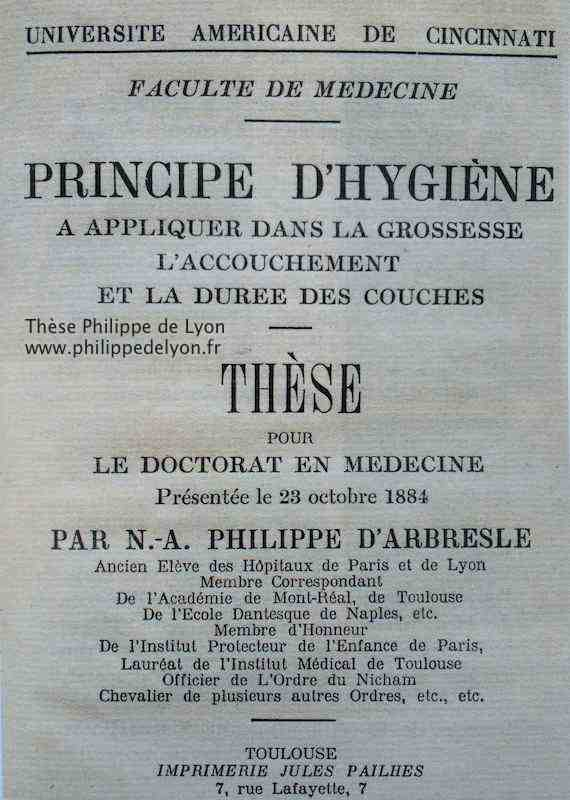 UNIVERSITE AMERICAINE DE CINCINNATI
FACULTE DE MEDECINE
PRINCIPE D'HYGIÈNE
A APPLIQUER DANS LA GROSSESSE
L'ACCOUCHEMENT
ET LA DUREE DES COUCHES
Thèse Philippe de Lyon
www.philippedelyon.fr
THÈSE
POUR
LE DOCTORAT EN MEDECINE
Présentée le 23 octobre 1884
PAR N.-A. PHILIPPE D'ARBRESLE
Ancien Elève des Hôpitaux de Paris et de Lyon
Membre Correspondant
De l'Académie de Mont-Réal, de Toulouse
De l'Ecole Dantesque de Naples, etc.
Membre d'Honneur
De l'Institut Protecteur de l'Enfance de Paris,
Lauréat de l'Institut Médical de Toulouse
Officier de L'Ordre du Nicham
Chevalier de plusieurs autres Ordres, etc., etc.
TOULOUSE
IMPRIMERIE JULES PAILHES
7, rue Lafayette, 7